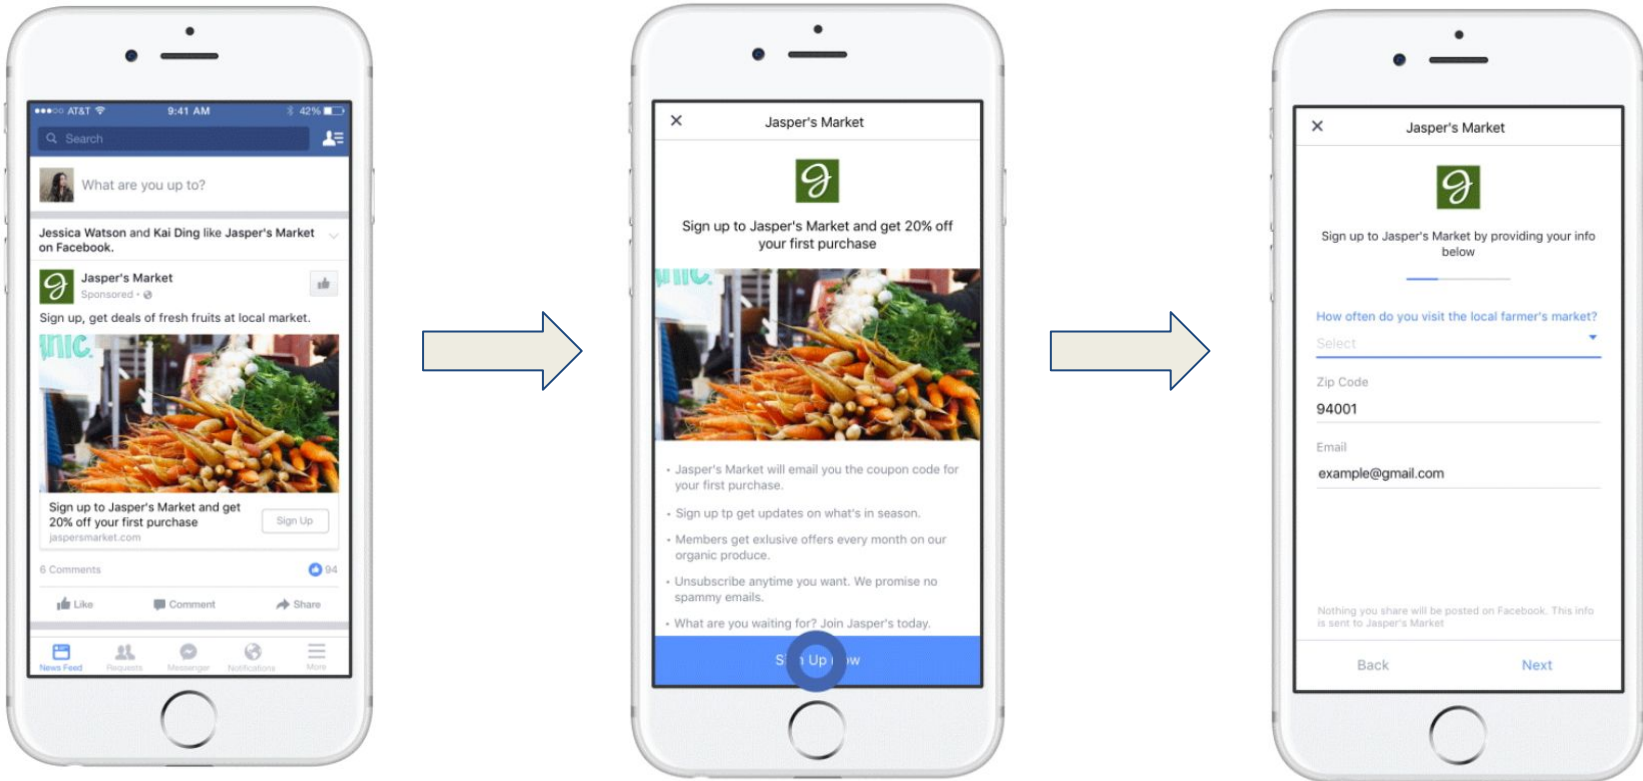 AT&T 9:41 AM 42%
Search
What are you up to?
Jessica Watson and Kai Ding like Jasper's Market
on Facebook.
Jasper's Market
Sponsored
Sign up, get deals of fresh fruits at local market.
Sign up to Jasper's Market and get
20% off your first purchase
jaspersmarket.com
Sign Up
6 Comments 94
Like Comment Share
News Feed Requests Messenger Notifications More
Jasper's Market
Sign up to Jasper's Market and get 20% off
your first purchase
• Jasper's Market will email you the coupon code for
your first purchase.
• Sign up tp get updates on what's in season.
• Members get exlusive offers every month on our
organic produce.
• Unsubscribe anytime you want. We promise no
spammy emails.
• What are you waiting for? Join Jasper's today.
Sign Up now
Jasper's Market
Sign up to Jasper's Market by providing your info
below
How often do you visit the local farmer's market?
Select
Zip Code
94001
Email
example@gmail.com
Nothing you share will be posted on Facebook. This info
is sent to Jasper's Market
Back Next